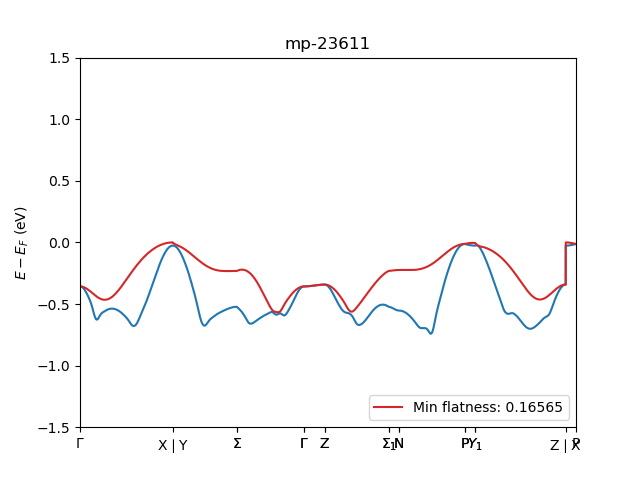 mp-23611
E − E_F (eV)
1.5
1.0
0.5
0.0
−0.5
−1.0
−1.5
Min flatness: 0.16565
Γ X | Y Σ Γ Z Σ₁ N P Y₁ Z | X P